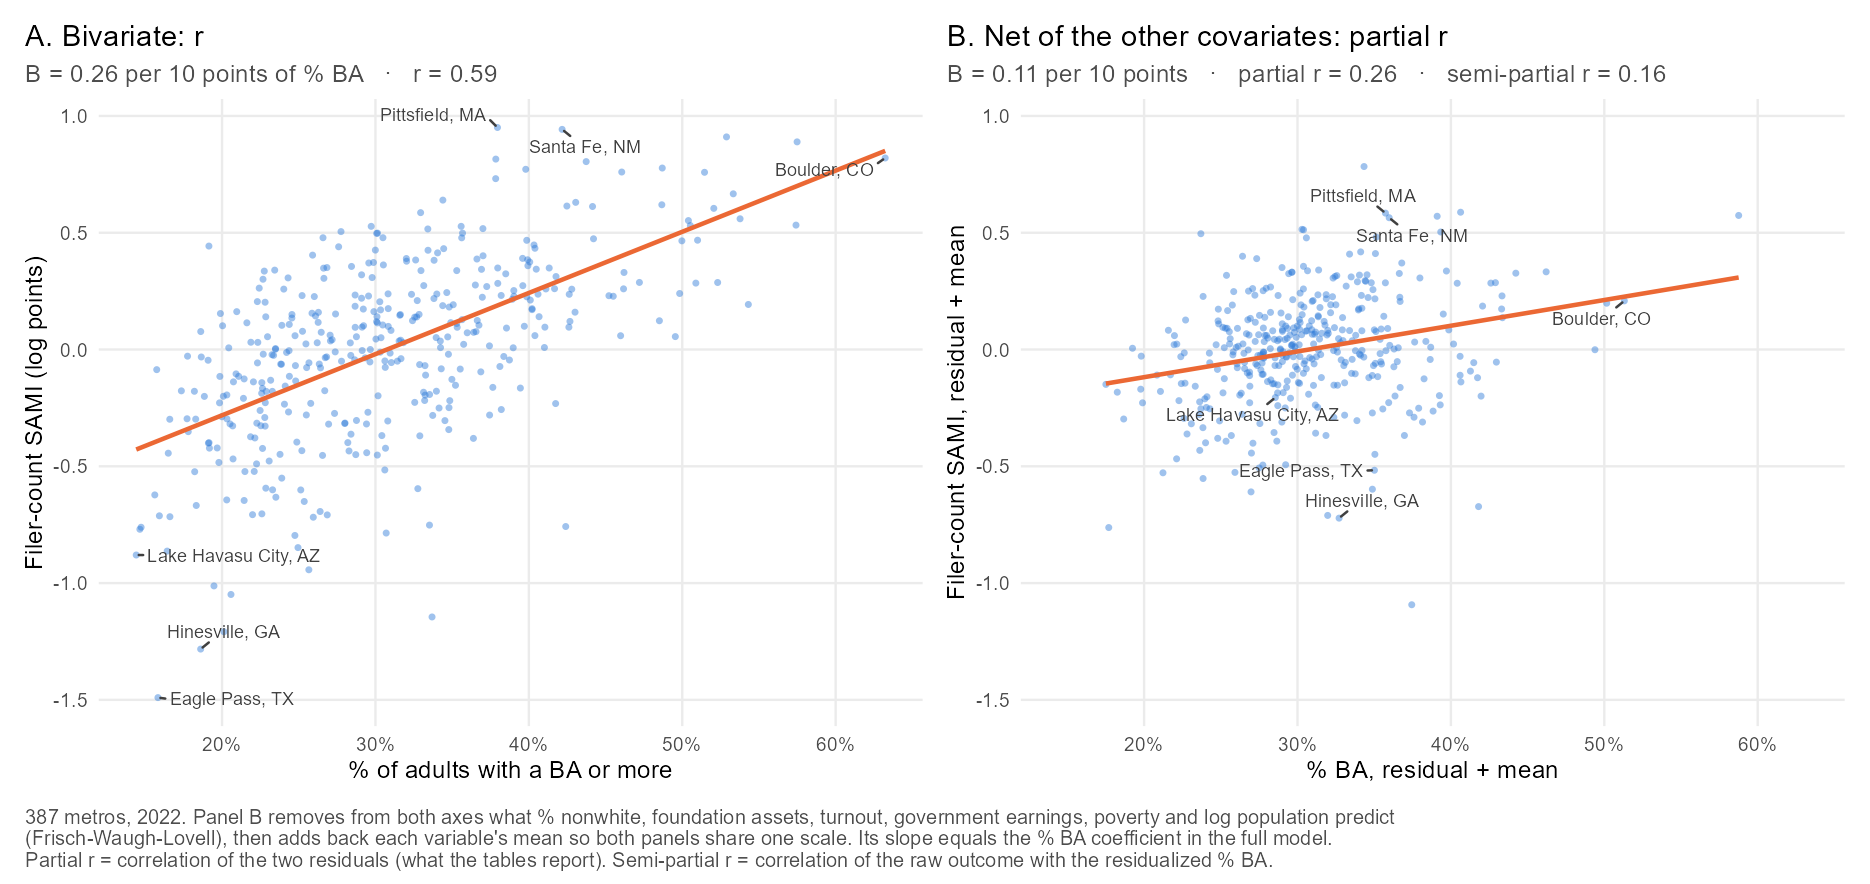 A. Bivariate: r
B = 0.26 per 10 points of % BA · r = 0.59
Filer-count SAMI (log points)
1.0
0.5
0.0
-0.5
-1.0
-1.5
Pittsfield, MA
Santa Fe, NM
Boulder, CO
Lake Havasu City, AZ
Hinesville, GA
Eagle Pass, TX
20%
30%
40%
50%
60%
% of adults with a BA or more
B. Net of the other covariates: partial r
B = 0.11 per 10 points · partial r = 0.26 · semi-partial r = 0.16
Filer-count SAMI, residual + mean
1.0
0.5
0.0
-0.5
-1.0
-1.5
Pittsfield, MA
Santa Fe, NM
Boulder, CO
Lake Havasu City, AZ
Eagle Pass, TX
Hinesville, GA
20%
30%
40%
50%
60%
% BA, residual + mean
387 metros, 2022. Panel B removes from both axes what % nonwhite, foundation assets, turnout, government earnings, poverty and log population predict
(Frisch-Waugh-Lovell), then adds back each variable's mean so both panels share one scale. Its slope equals the % BA coefficient in the full model.
Partial r = correlation of the two residuals (what the tables report). Semi-partial r = correlation of the raw outcome with the residualized % BA.